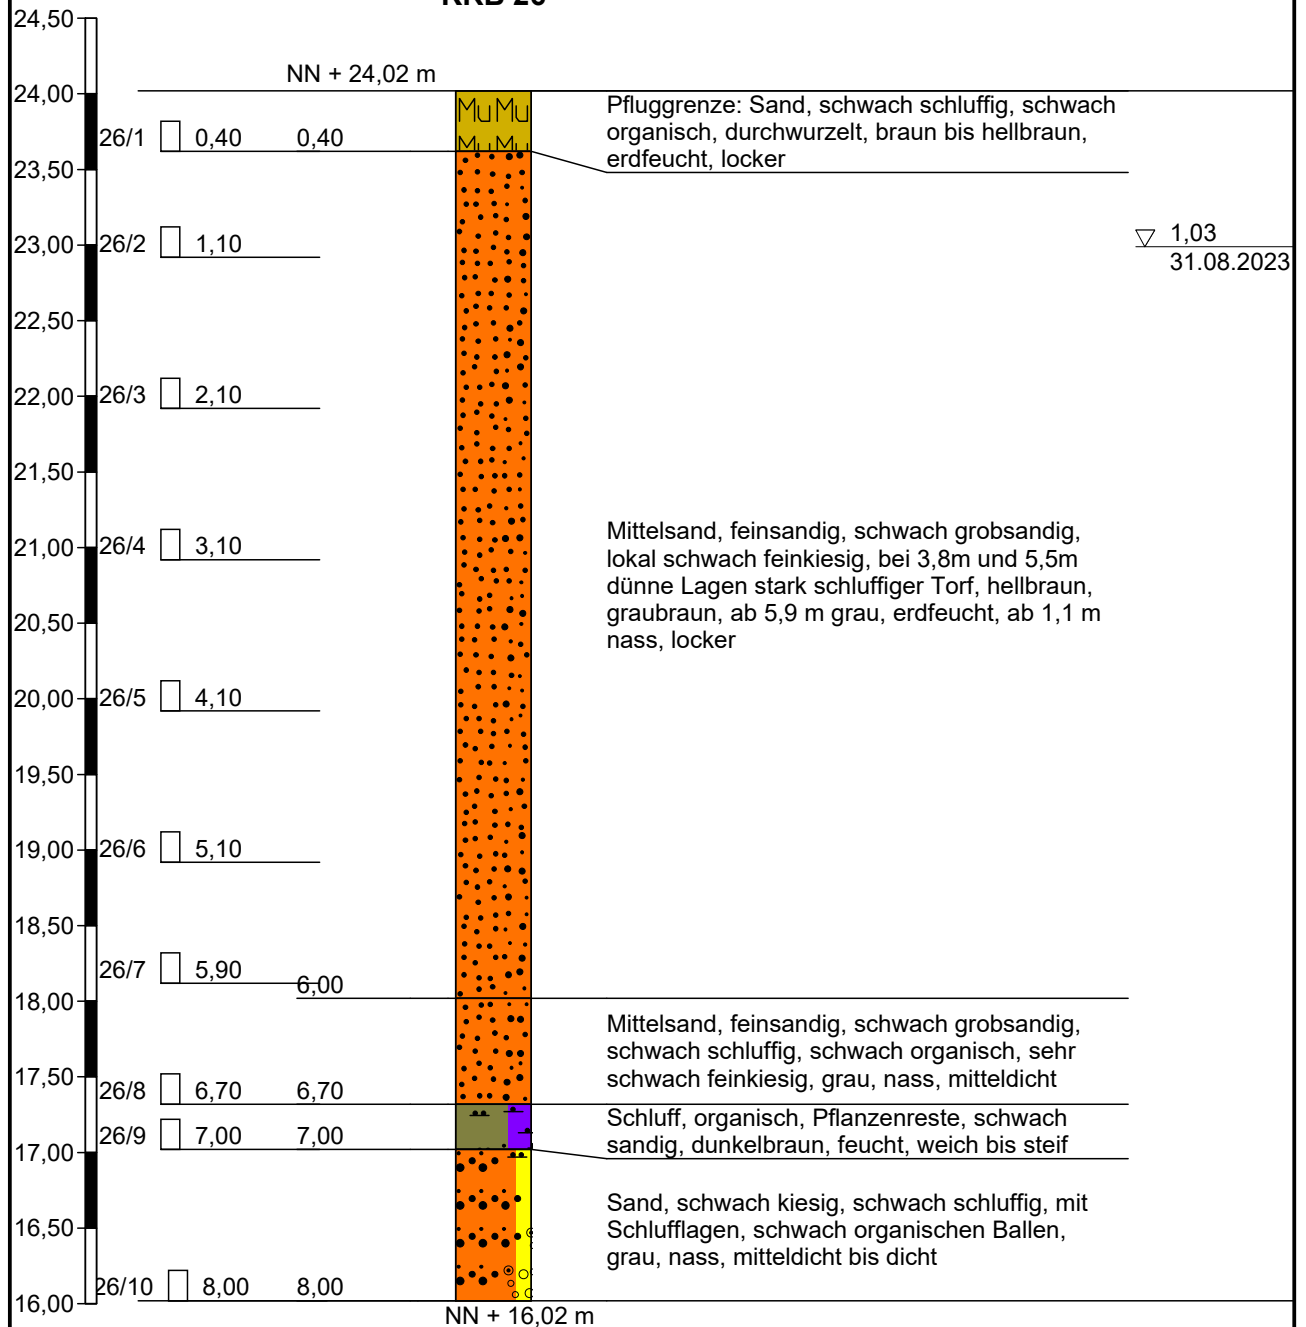 24,50
NN + 24,02 m
24,00
MU MU
Pfluggrenze: Sand, schwach schluffig, schwach
organisch, durchwurzelt, braun bis hellbraun,
erdfeucht, locker
26/1 0,40 0,40
23,50
23,00 26/2 1,10
1,03
31.08.2023
22,50
22,00 26/3 2,10
21,50
21,00 26/4 3,10
Mittelsand, feinsandig, schwach grobsandig,
lokal schwach feinkiesig, bei 3,8m und 5,5m
dünne Lagen stark schluffiger Torf, hellbraun,
graubraun, ab 5,9 m grau, erdfeucht, ab 1,1 m
nass, locker
20,50
20,00 26/5 4,10
19,50
19,00 26/6 5,10
18,50
26/7 5,90 6,00
18,00
Mittelsand, feinsandig, schwach grobsandig,
schwach schluffig, schwach organisch, sehr
schwach feinkiesig, grau, nass, mitteldicht
17,50
26/8 6,70 6,70
Schluff, organisch, Pflanzenreste, schwach
sandig, dunkelbraun, feucht, weich bis steif
26/9 7,00 7,00
17,00
Sand, schwach kiesig, schwach schluffig, mit
Schlufflagen, schwach organischen Ballen,
grau, nass, mitteldicht bis dicht
16,50
26/10 8,00 8,00
16,00
NN + 16,02 m